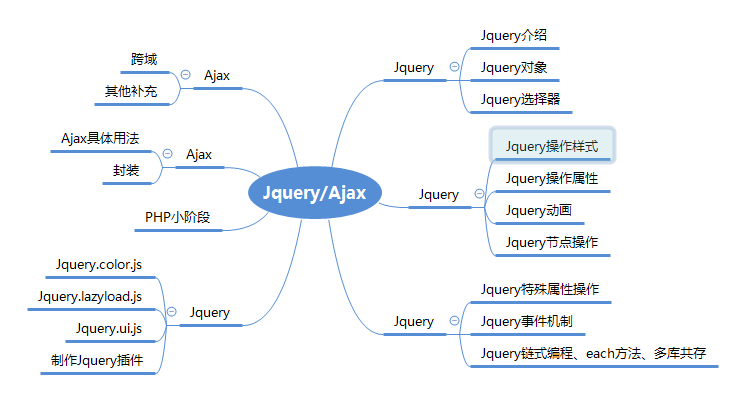 Jquery/Ajax
Jquery
Jquery介绍
Jquery对象
Jquery选择器
Jquery
Jquery操作样式
Jquery操作属性
Jquery动画
Jquery节点操作
Jquery
Jquery特殊属性操作
Jquery事件机制
Jquery链式编程、each方法、多库共存
Jquery
Jquery.color.js
Jquery.lazyload.js
Jquery.ui.js
制作Jquery插件
PHP小阶段
Ajax
Ajax具体用法
封装
Ajax
跨域
其他补充